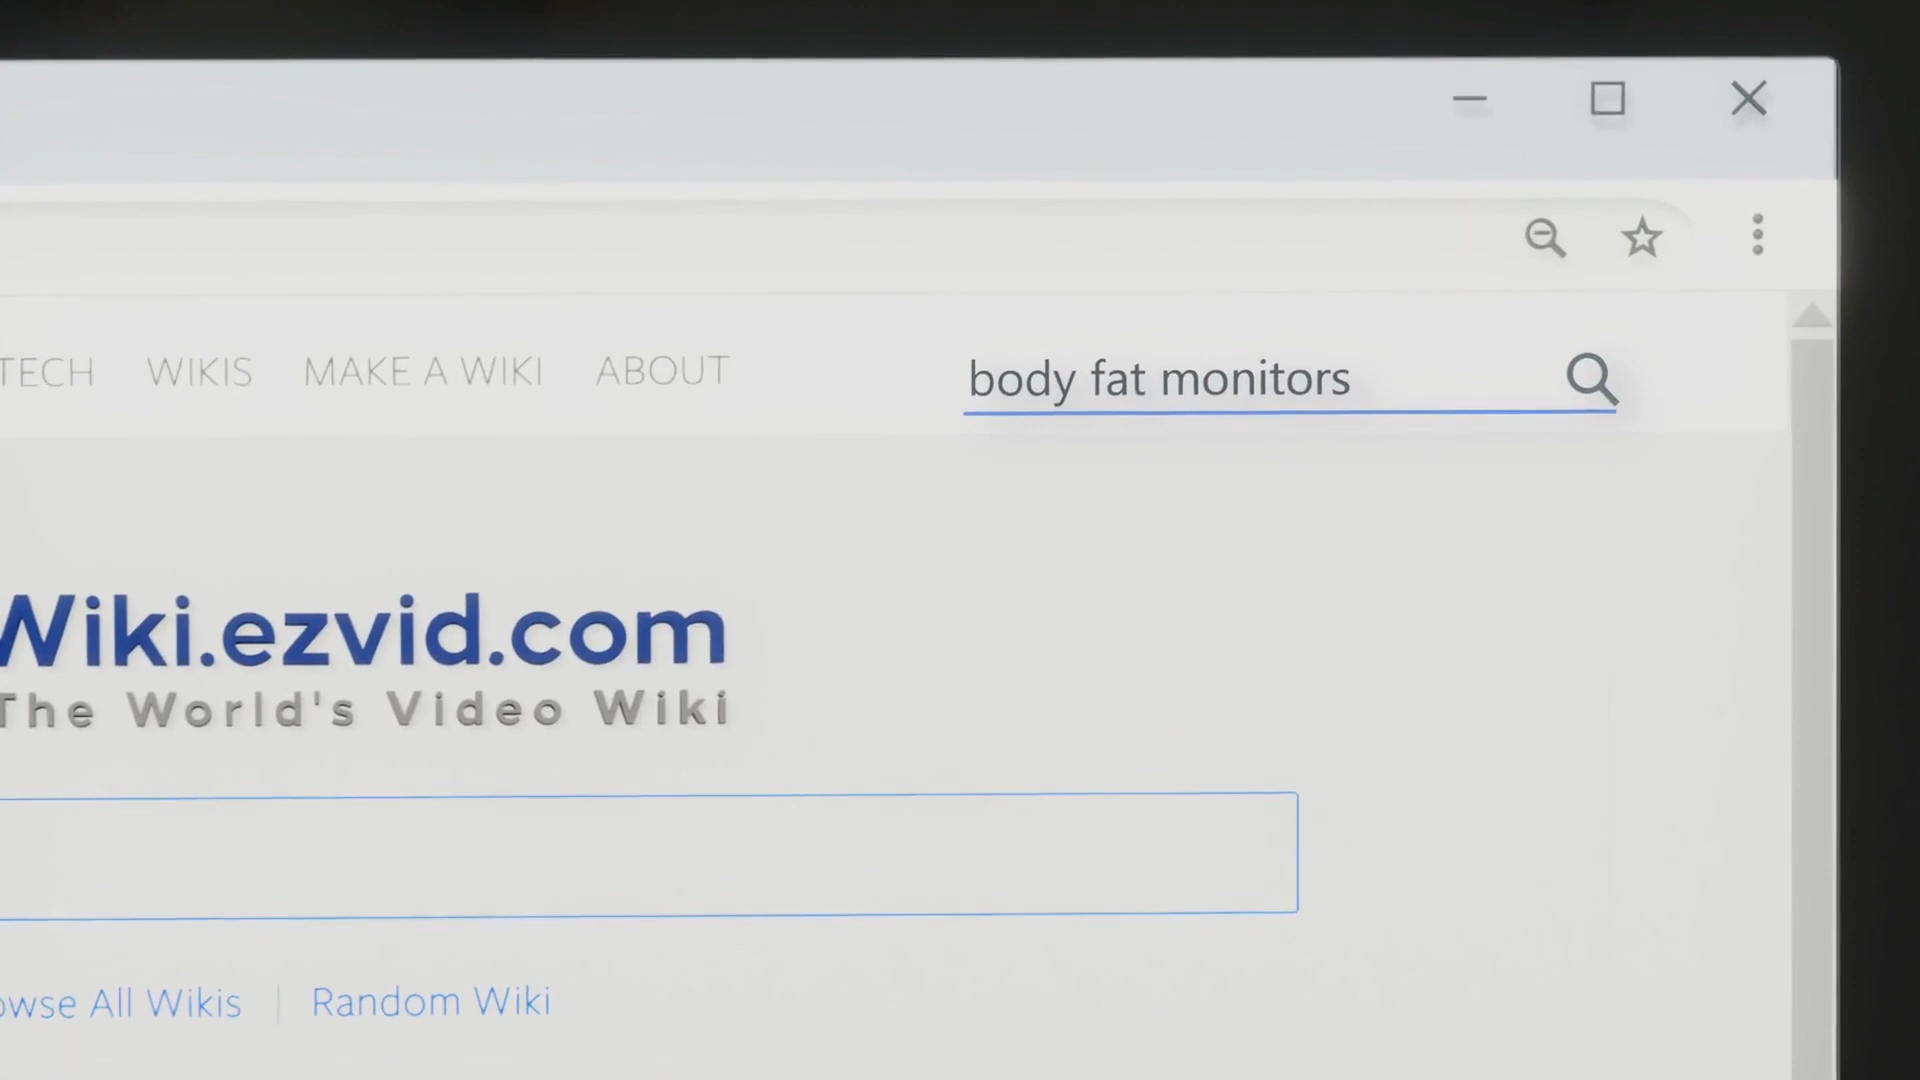 TECH WIKIS MAKE A WIKI ABOUT
body fat monitors
Wiki.ezvid.com
The World's Video Wiki
All Wikis | Random Wiki